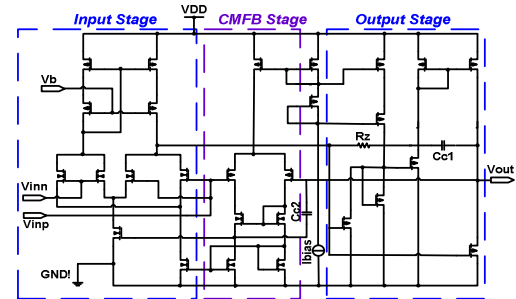 Input Stage
VDD
CMFB Stage
Output Stage
Vb
Rz
Cc1
Vout
Vinn
Vinp
Cc2
Ibias
GND!